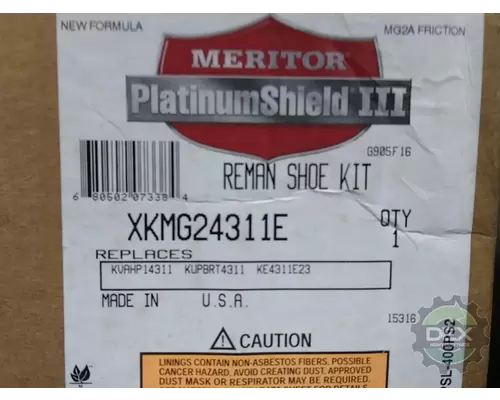 NEW FORMULA
MG2A FRICTION
MERITOR
PlatinumShield III
G905F16
6 80502 07338 4
REMAN SHOE KIT
XKMG24311E
QTY
1
REPLACES
KVAHP14311 KUPBRT4311 KE4311E23
MADE IN U.S.A.
15316
CAUTION
LININGS CONTAIN NON-ASBESTOS FIBERS. POSSIBLE
CANCER HAZARD, AVOID CREATING DUST. APPROVED
DUST MASK OR RESPIRATOR MAY BE REQUIRED.
PSL-400PS2